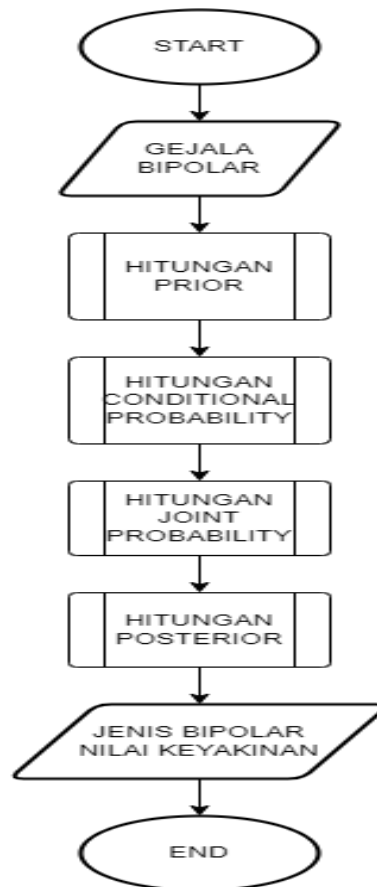 START
GEJALA
BIPOLAR
HITUNGAN
PRIOR
HITUNGAN
CONDITIONAL
PROBABILITY
HITUNGAN
JOINT
PROBABILITY
HITUNGAN
POSTERIOR
JENIS BIPOLAR
NILAI KEYAKINAN
END